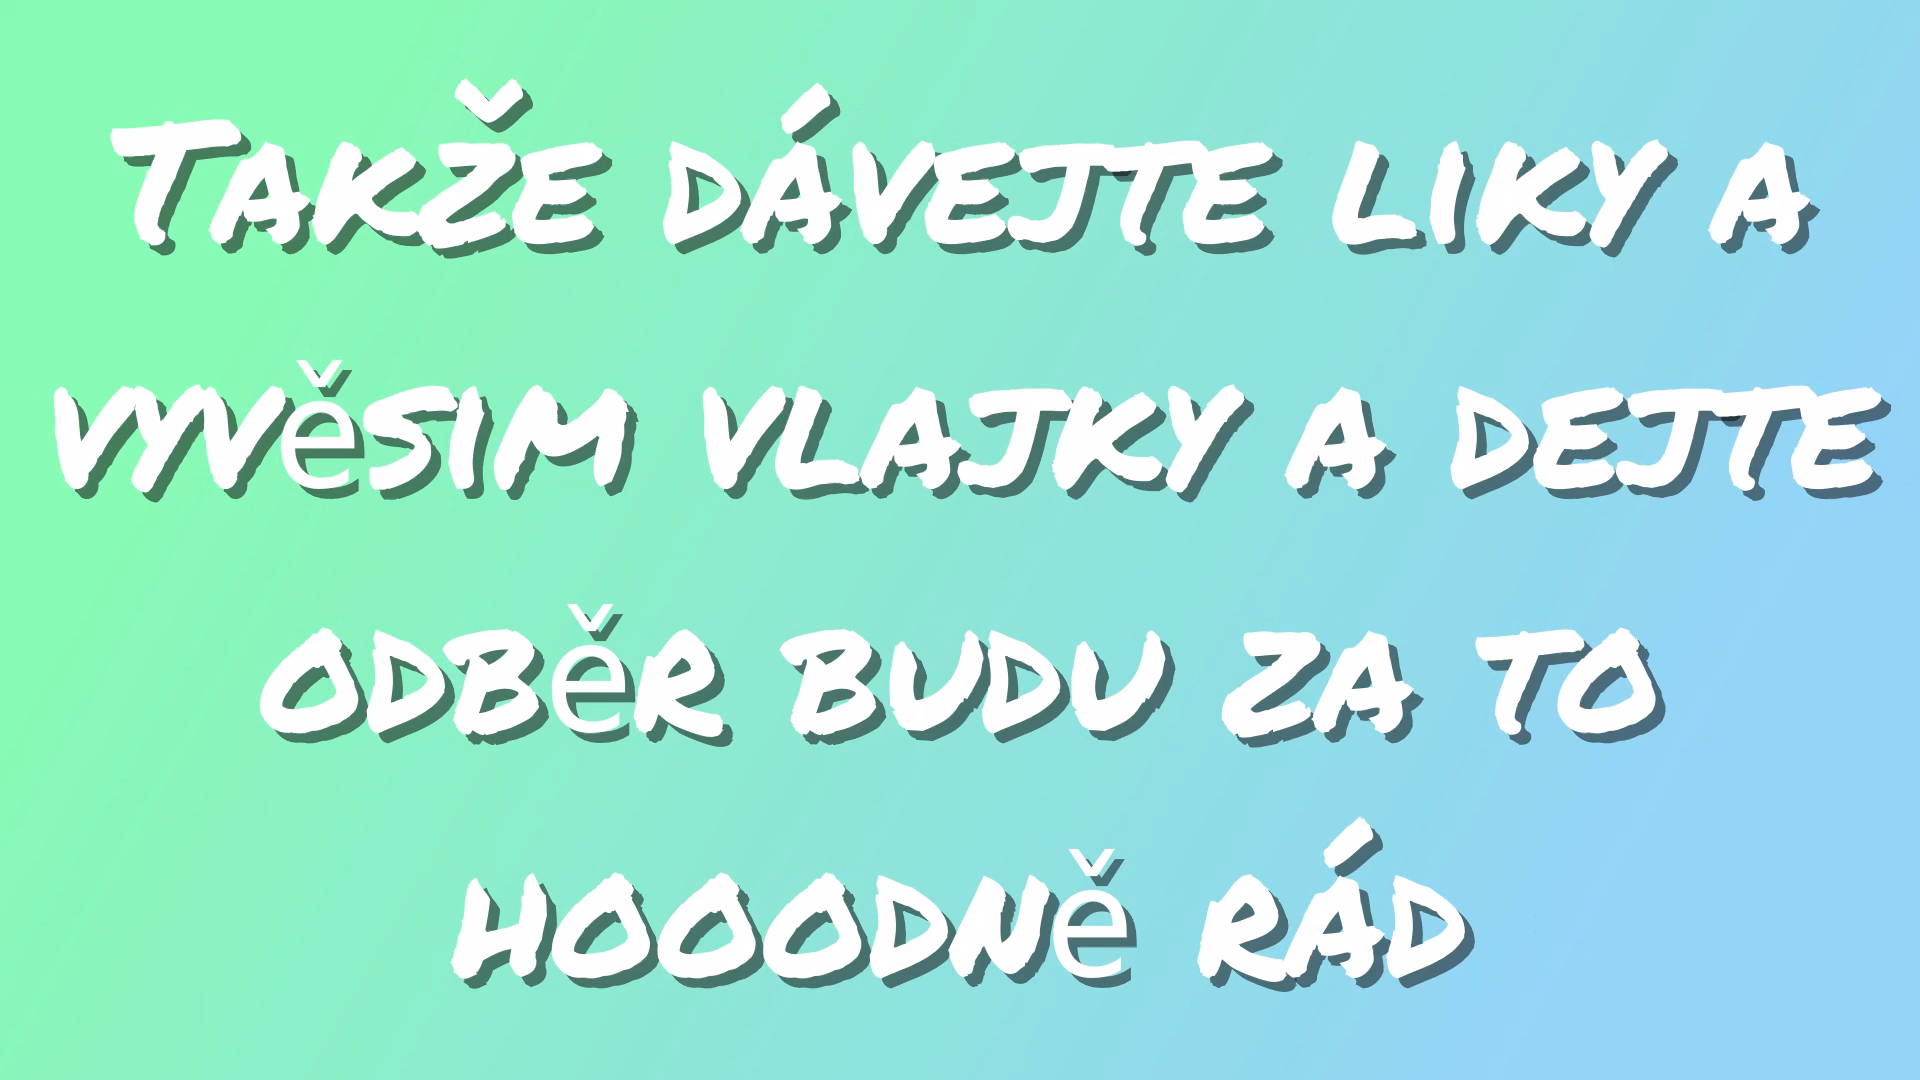 Takže dávejte liky a
vyvěsim vlajky a dejte
odběr budu za to
hooodně rád